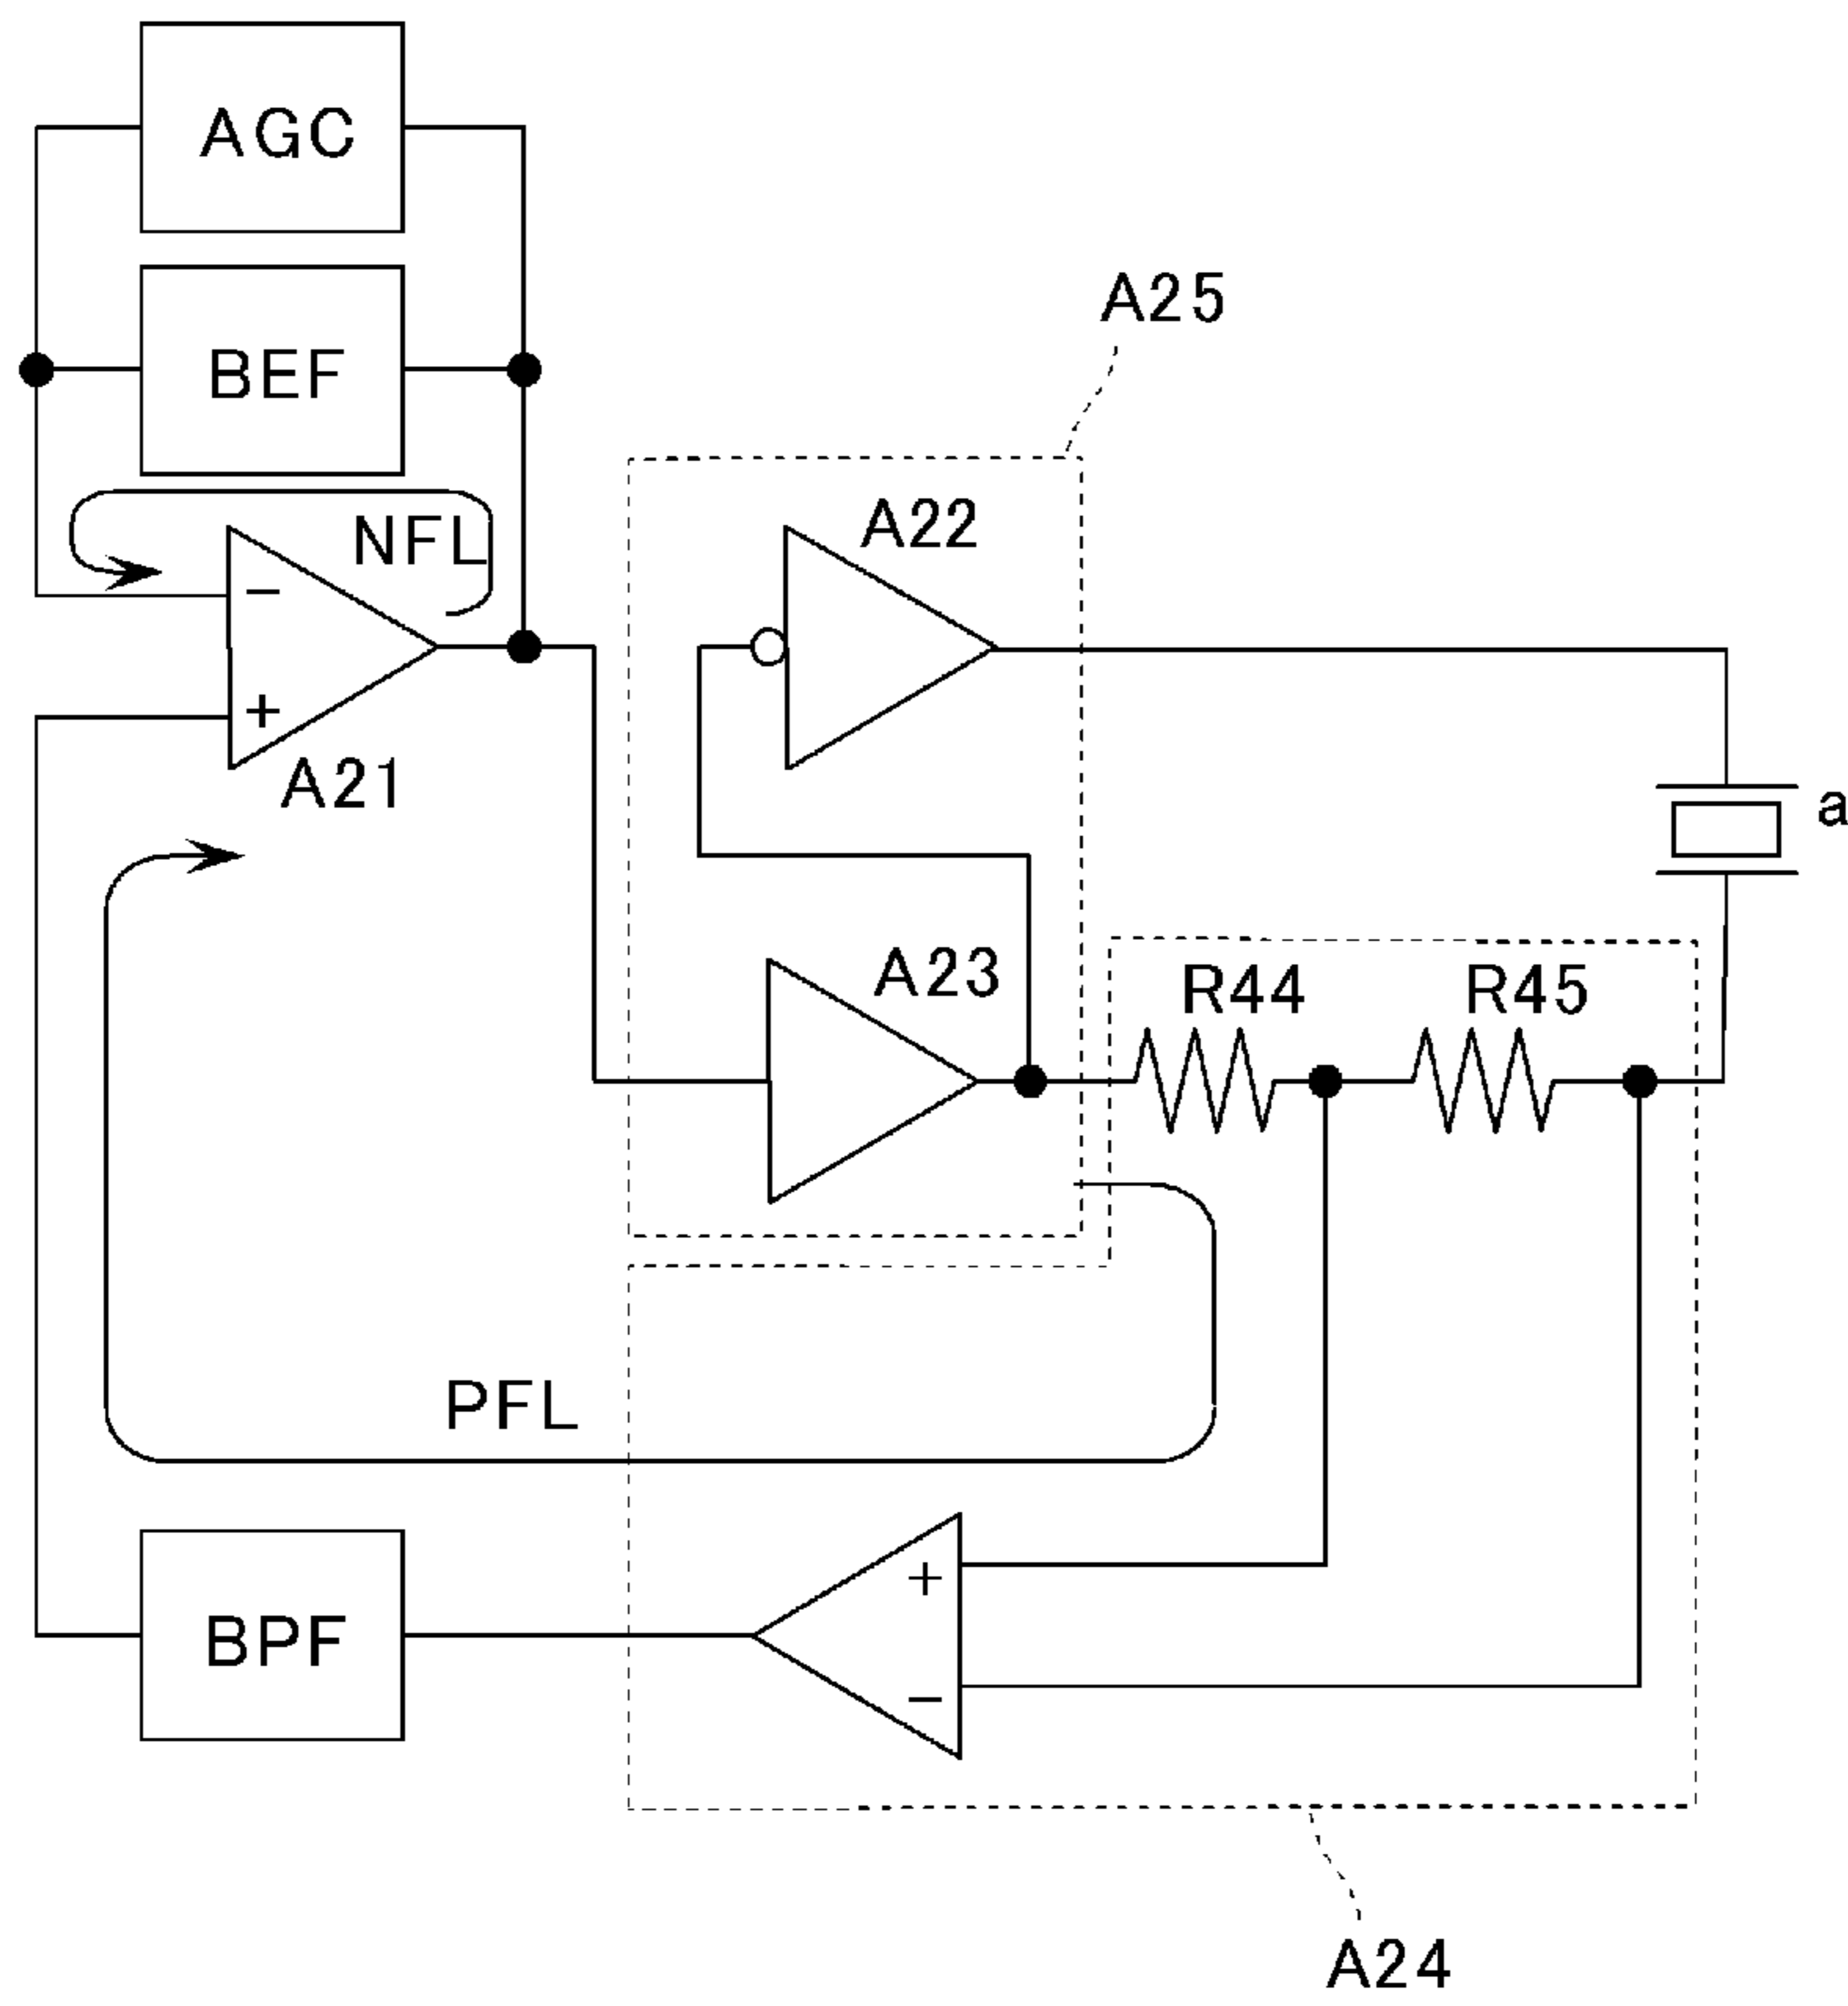 AGC
A25
BEF
A22
NFL
−
+
A21
a
A23
R44
R45
PFL
+
BPF
−
A24